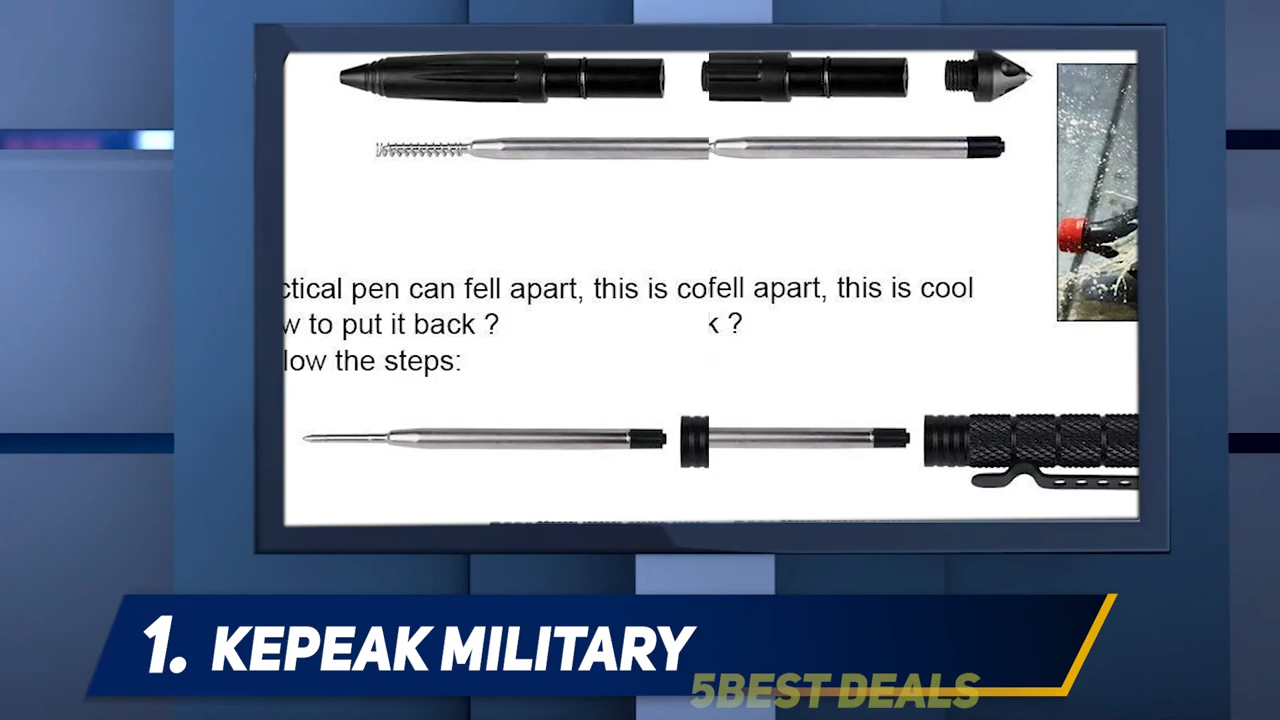 ctical pen can fell apart, this is cofell apart, this is cool
w to put it back ? k ?
low the steps:
1. KEPEAK MILITARY
5BEST DEALS